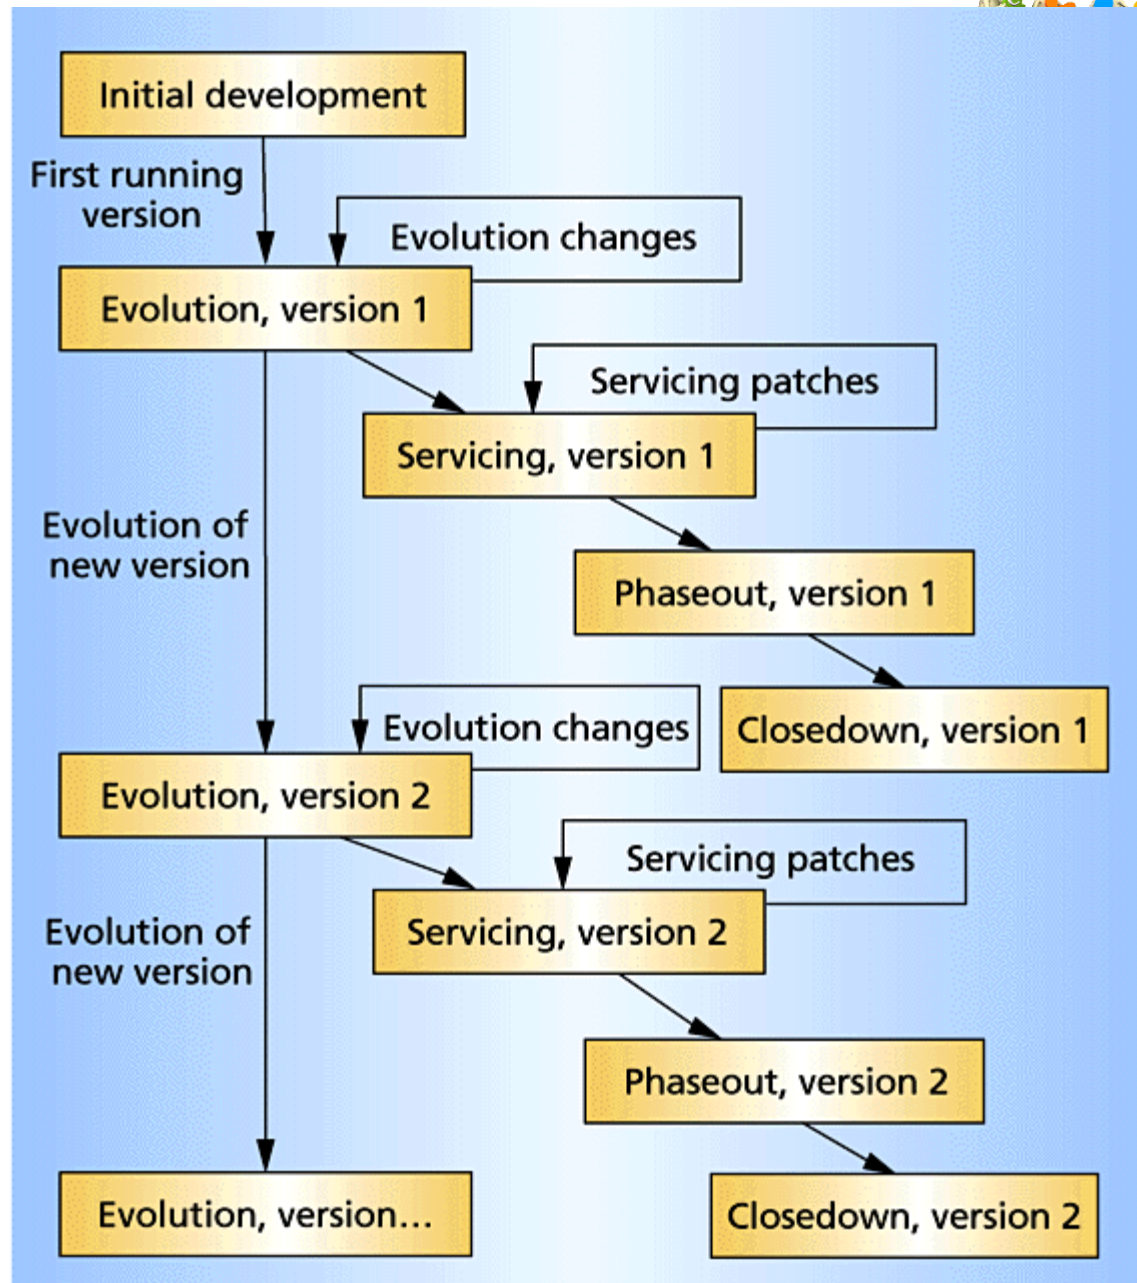 Initial development
First running
version
Evolution changes
Evolution, version 1
Servicing patches
Servicing, version 1
Evolution of
new version
Phaseout, version 1
Closedown, version 1
Evolution changes
Evolution, version 2
Servicing patches
Servicing, version 2
Evolution of
new version
Phaseout, version 2
Evolution, version...
Closedown, version 2